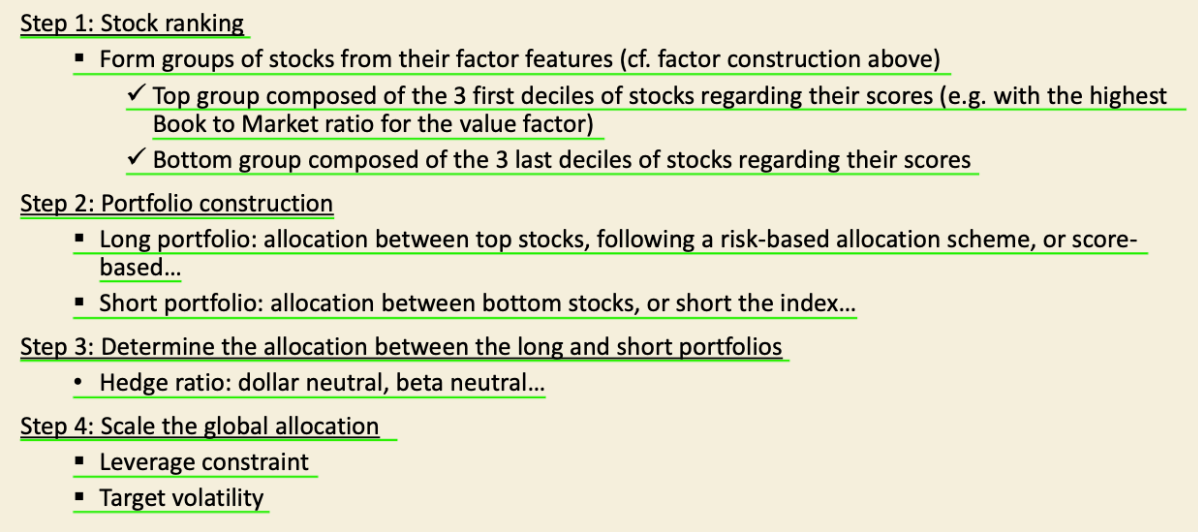 Step 1: Stock ranking
▪ Form groups of stocks from their factor features (cf. factor construction above)
✓ Top group composed of the 3 first deciles of stocks regarding their scores (e.g. with the highest
Book to Market ratio for the value factor)
✓ Bottom group composed of the 3 last deciles of stocks regarding their scores
Step 2: Portfolio construction
▪ Long portfolio: allocation between top stocks, following a risk-based allocation scheme, or score-
based...
▪ Short portfolio: allocation between bottom stocks, or short the index...
Step 3: Determine the allocation between the long and short portfolios
• Hedge ratio: dollar neutral, beta neutral...
Step 4: Scale the global allocation
▪ Leverage constraint
▪ Target volatility